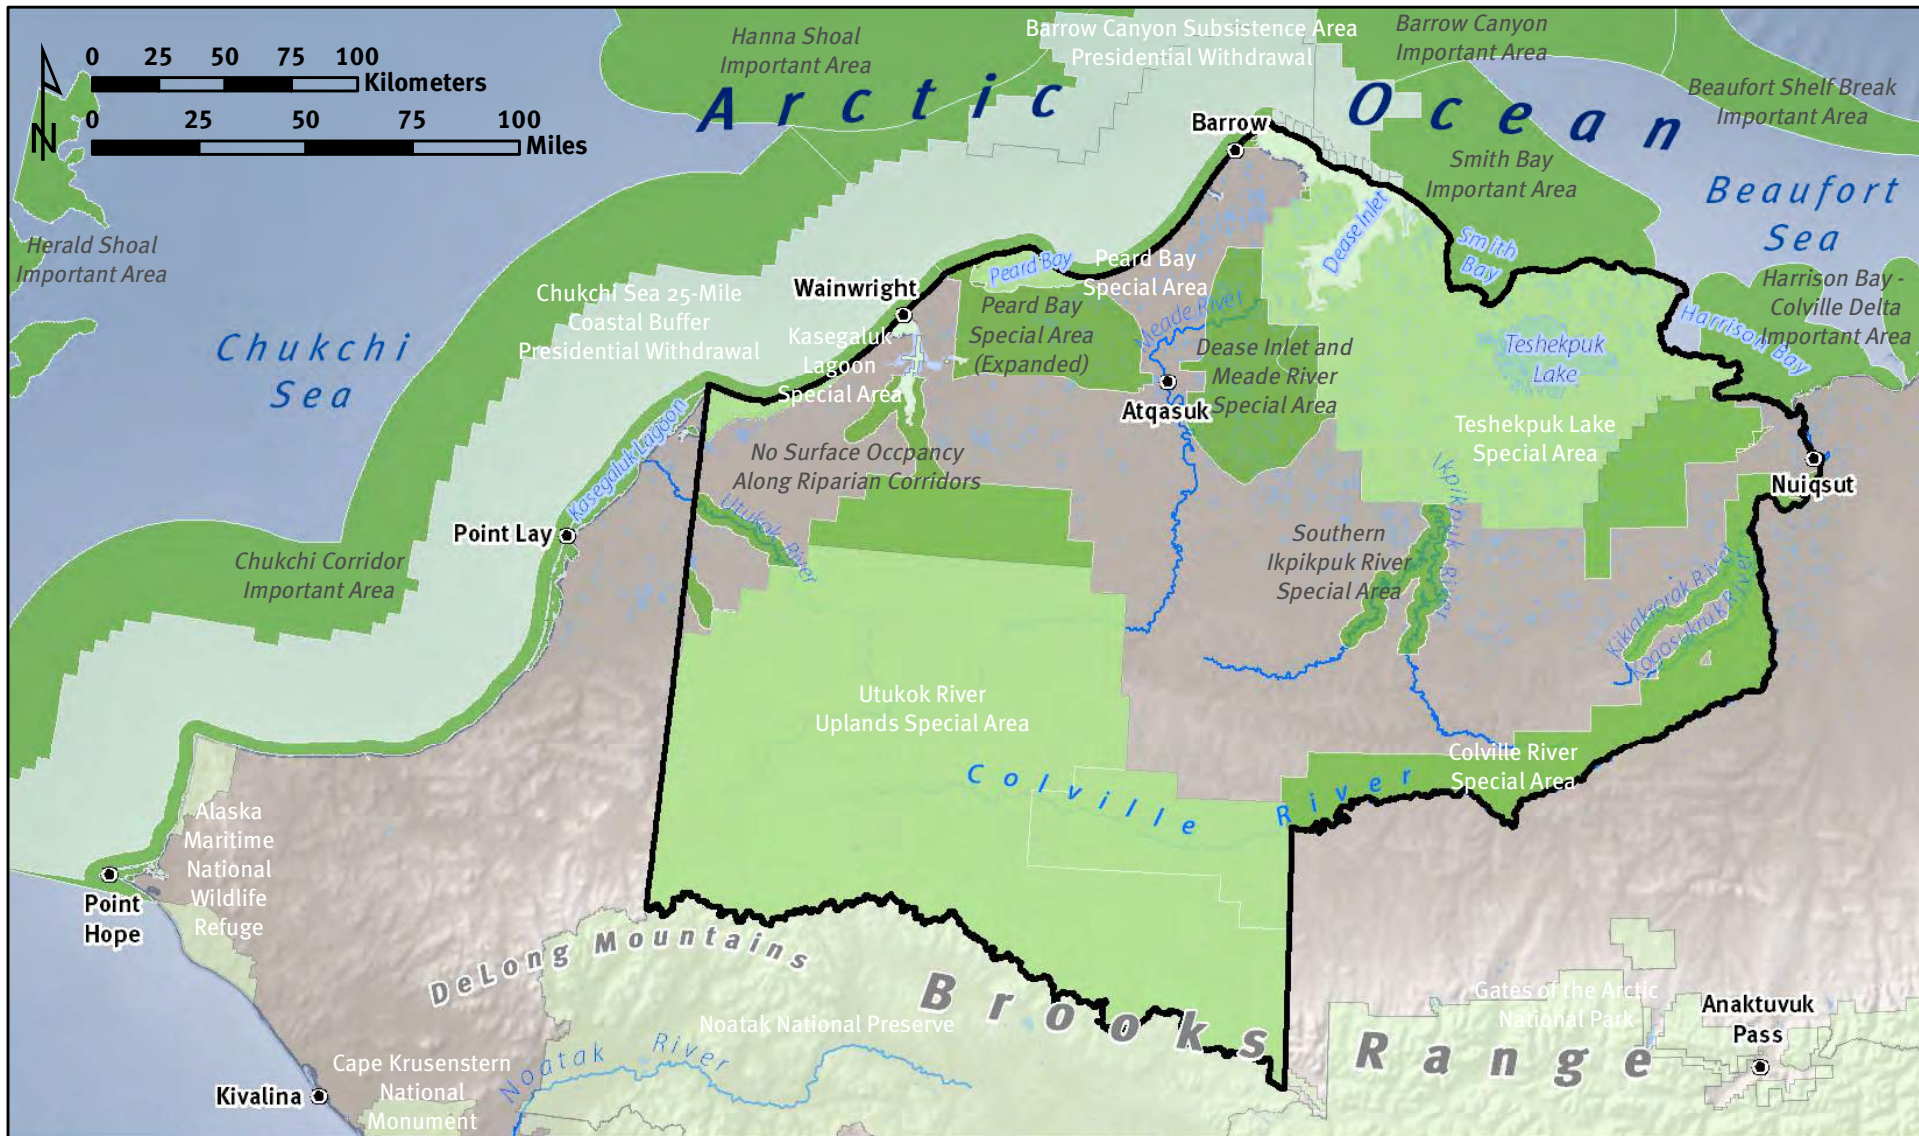 0 25 50 75 100
Kilometers
0 25 50 75 100
Miles
N
Hanna Shoal
Important Area
Barrow Canyon Subsistence Area
Presidential Withdrawal
Barrow Canyon
Important Area
Beaufort Shelf Break
Important Area
Arctic Ocean
Barrow
Smith Bay
Important Area
Beaufort
Sea
Herald Shoal
Important Area
Dease Inlet
Smith
Bay
Peard Bay
Peard Bay
Special Area
Harrison Bay -
Colville Delta
Important Area
Harrison Bay
Wainwright
Chukchi Sea 25-Mile
Coastal Buffer
Presidential Withdrawal
Chukchi
Sea
Kasegaluk
Lagoon
Special Area
Peard Bay
Special Area
(Expanded)
Meade River
Dease Inlet and
Meade River
Special Area
Teshekpuk
Lake
Atqasuk
Teshekpuk Lake
Special Area
Kasegaluk Lagoon
No Surface Occpancy
Along Riparian Corridors
Nuiqsut
Utukok River
Point Lay
Ikpikpuk River
Southern
Ikpikpuk River
Special Area
Chukchi Corridor
Important Area
Kikiakrorak River
Kogosukruk River
Utukok River
Uplands Special Area
Colville River
Special Area
Colville River
Alaska
Maritime
National
Wildlife
Refuge
Point
Hope
DeLong Mountains
Brooks Range
Gates of the Arctic
National Park
Anaktuvuk
Pass
Noatak National Preserve
Noatak River
Cape Krusenstern
National
Monument
Kivalina